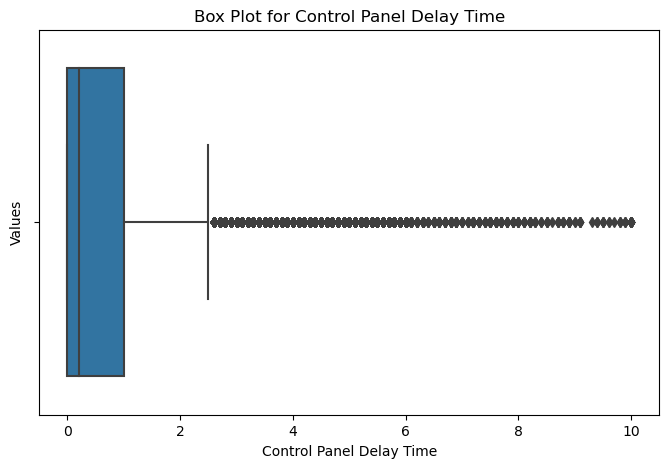 Box Plot for Control Panel Delay Time
Values
0 2 4 6 8 10
Control Panel Delay Time